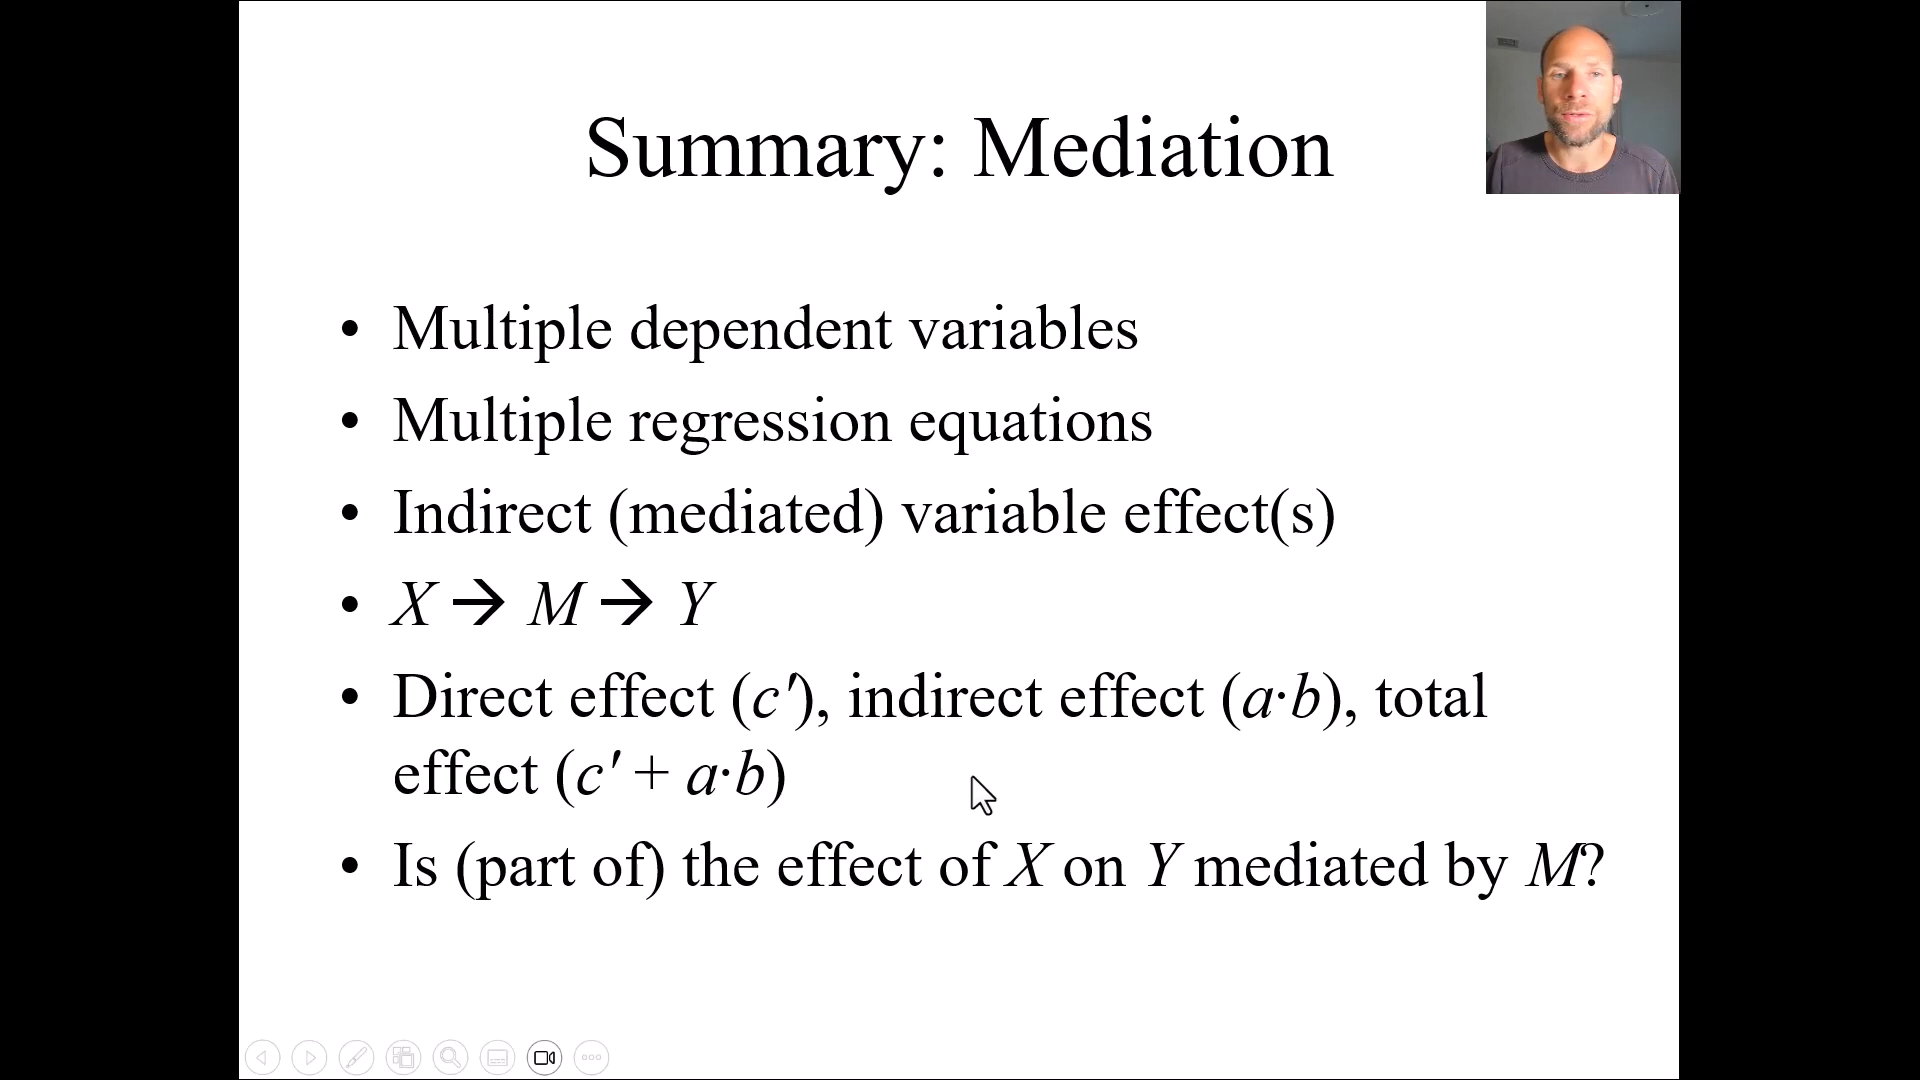 Summary: Mediation
• Multiple dependent variables
• Multiple regression equations
• Indirect (mediated) variable effect(s)
• X → M → Y
• Direct effect (c′), indirect effect (a·b), total
effect (c′ + a·b)
• Is (part of) the effect of X on Y mediated by M?